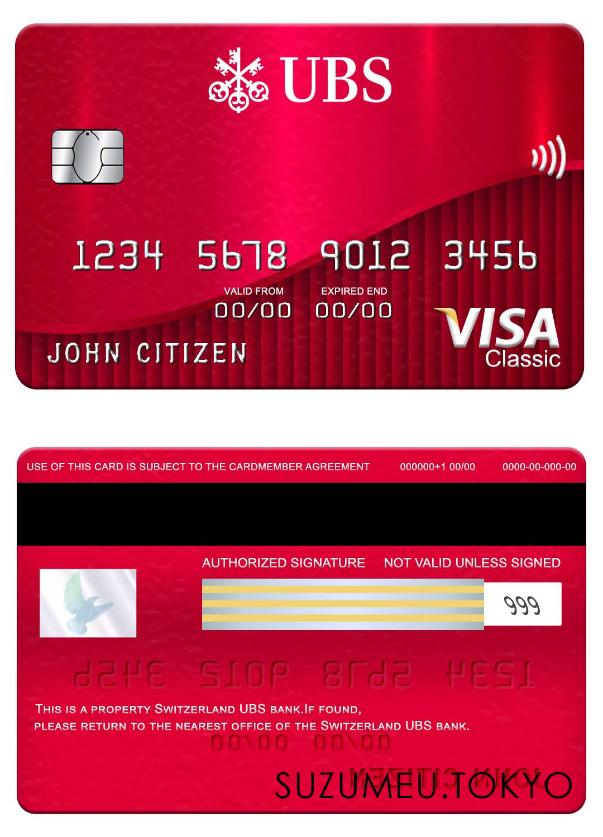 UBS
1234 5678 9012 3456
VALID FROM EXPIRED END
00/00 00/00
JOHN CITIZEN
VISA
Classic
USE OF THIS CARD IS SUBJECT TO THE CARDMEMBER AGREEMENT 000000+1 00/00 0000-00-000-00
AUTHORIZED SIGNATURE NOT VALID UNLESS SIGNED
999
THIS IS A PROPERTY SWITZERLAND UBS BANK.IF FOUND,
PLEASE RETURN TO THE NEAREST OFFICE OF THE SWITZERLAND UBS BANK.
SUZUMEU.TOKYO